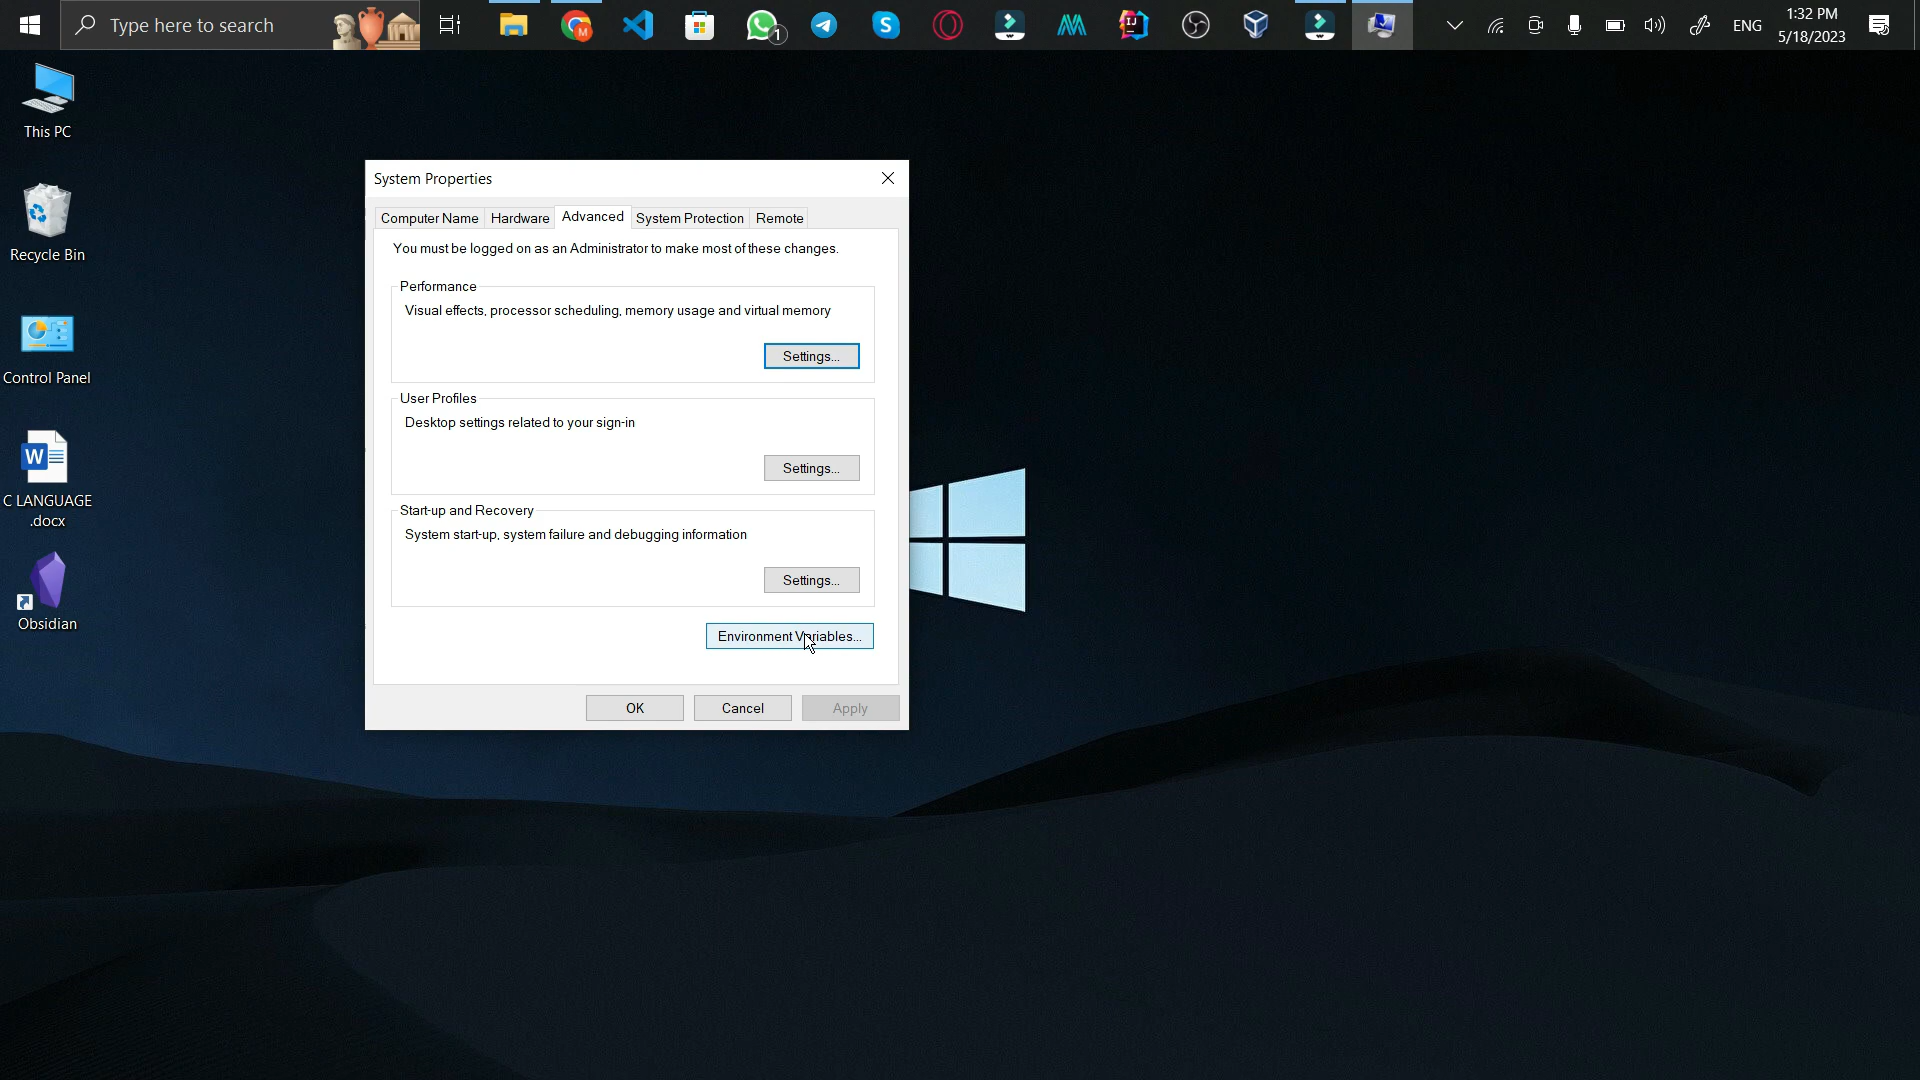 Type here to search
1
ENG
1:32 PM
5/18/2023
This PC
Recycle Bin
Control Panel
W
C LANGUAGE
.docx
Obsidian
System Properties
Computer Name
Hardware
Advanced
System Protection
Remote
You must be logged on as an Administrator to make most of these changes.
Performance
Visual effects, processor scheduling, memory usage and virtual memory
Settings...
User Profiles
Desktop settings related to your sign-in
Settings...
Start-up and Recovery
System start-up, system failure and debugging information
Settings...
Environment Variables...
OK
Cancel
Apply